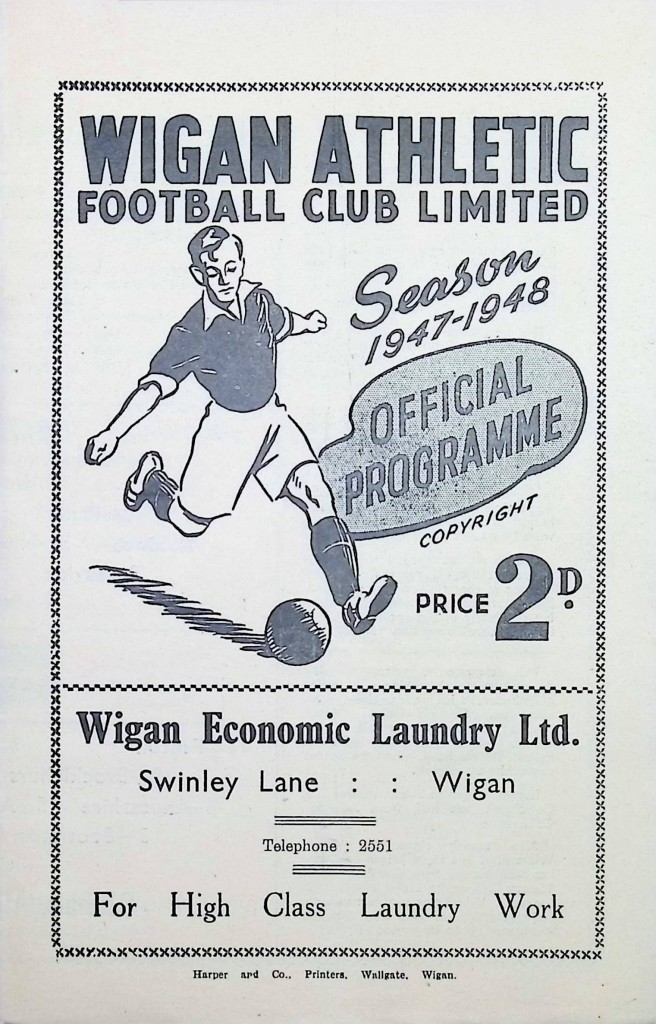 WIGAN ATHLETIC
FOOTBALL CLUB LIMITED
Season
1947-1948
OFFICIAL
PROGRAMME
COPYRIGHT
PRICE 2D.
Wigan Economic Laundry Ltd.
Swinley Lane : : Wigan
Telephone : 2551
For High Class Laundry Work
Harper and Co., Printers, Wallgate, Wigan.